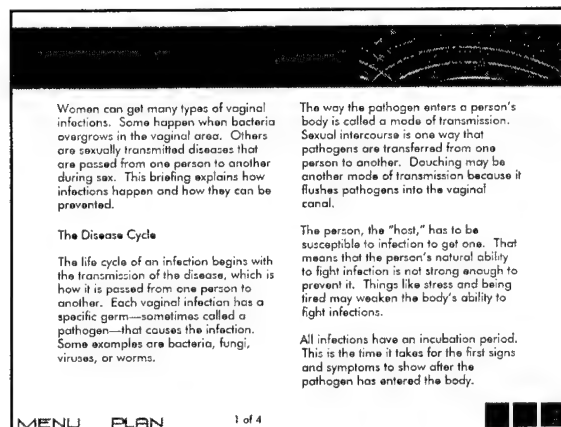 Women can get many types of vaginal
infections. Some happen when bacteria
overgrows in the vaginal area. Others
are sexually transmitted diseases that
are passed from one person to another
during sex. This briefing explains how
infections happen and how they can be
prevented.
The Disease Cycle
The life cycle of an infection begins with
the transmission of the disease, which is
how it is passed from one person to
another. Each vaginal infection has a
specific germ—sometimes called a
pathogen—that causes the infection.
Some examples are bacteria, fungi,
viruses, or worms.
The way the pathogen enters a person's
body is called a mode of transmission.
Sexual intercourse is one way that
pathogens are transferred from one
person to another. Douching may be
another mode of transmission because it
flushes pathogens into the vaginal
canal.
The person, the "host," has to be
susceptible to infection to get one. That
means that the person's natural ability
to fight infection is not strong enough to
prevent it. Things like stress and being
tired may weaken the body's ability to
fight infections.
All infections have an incubation period.
This is the time it takes for the first signs
and symptoms to show after the
pathogen has entered the body.
MENU PLAN 1 of 4